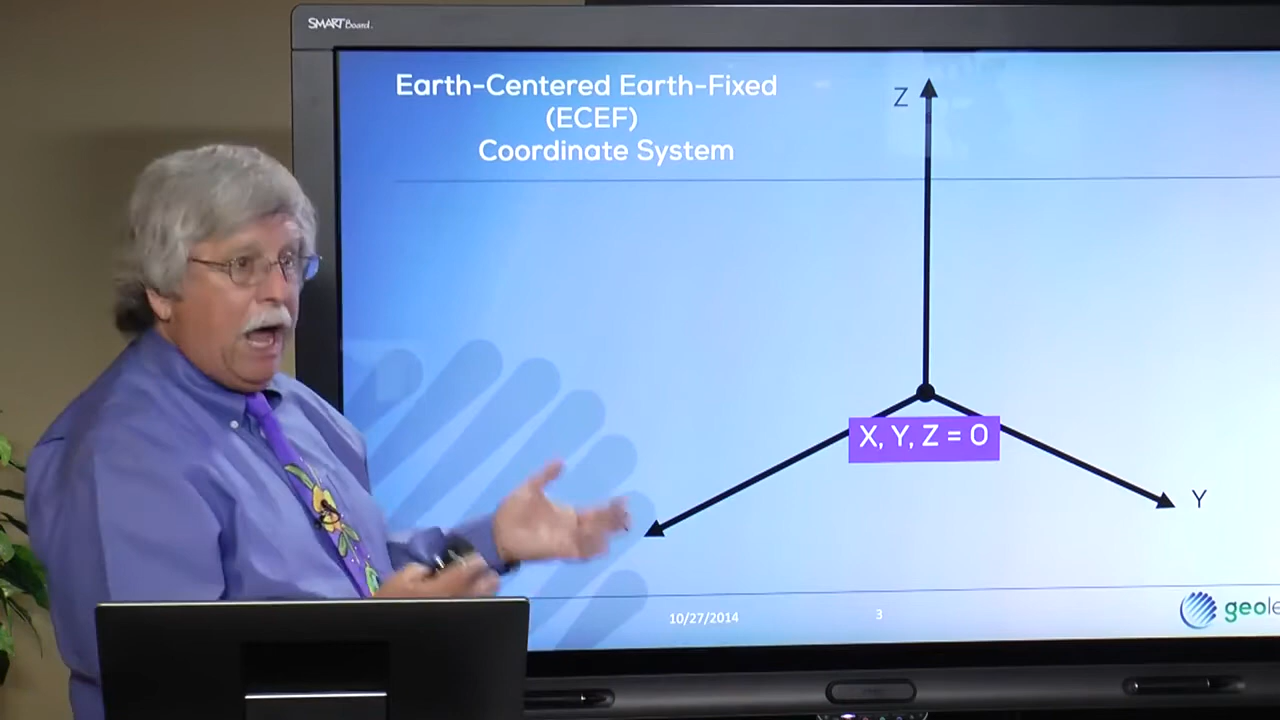 SMART Board.
Earth-Centered Earth-Fixed
(ECEF)
Coordinate System
Z
X, Y, Z = 0
Y
10/27/2014
3
geole